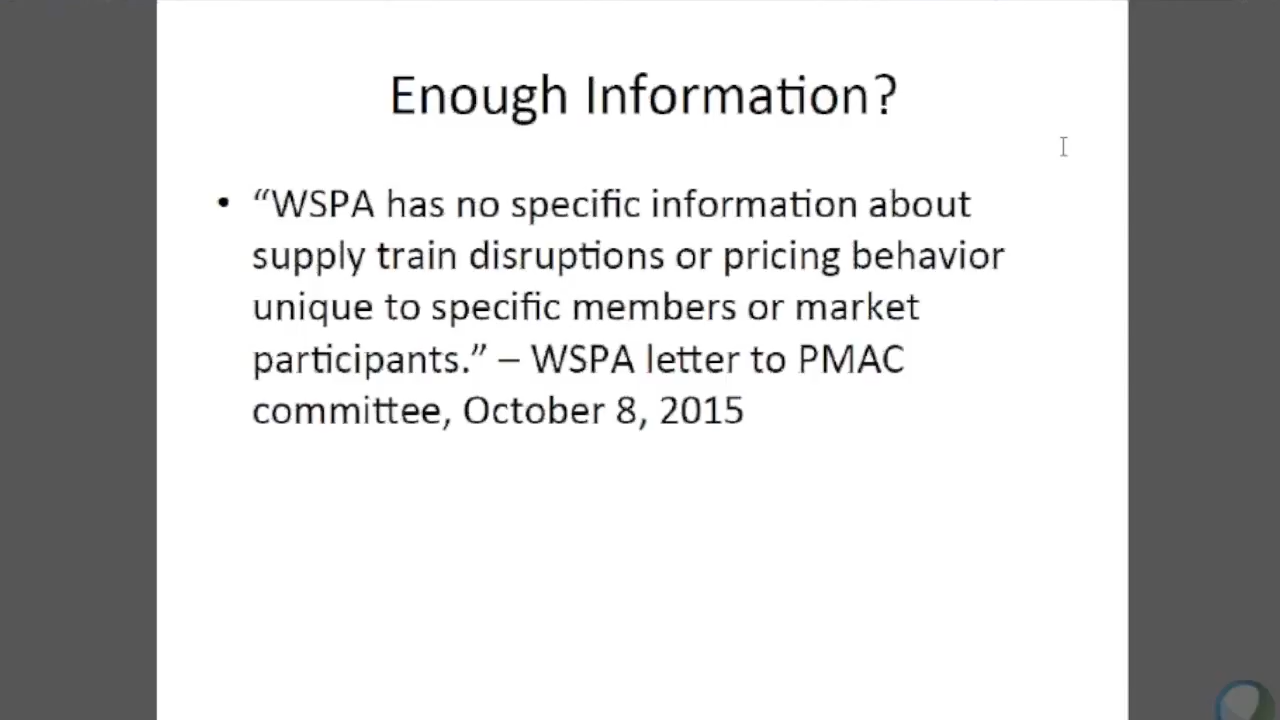 Enough Information?
• “WSPA has no specific information about
supply train disruptions or pricing behavior
unique to specific members or market
participants.” – WSPA letter to PMAC
committee, October 8, 2015